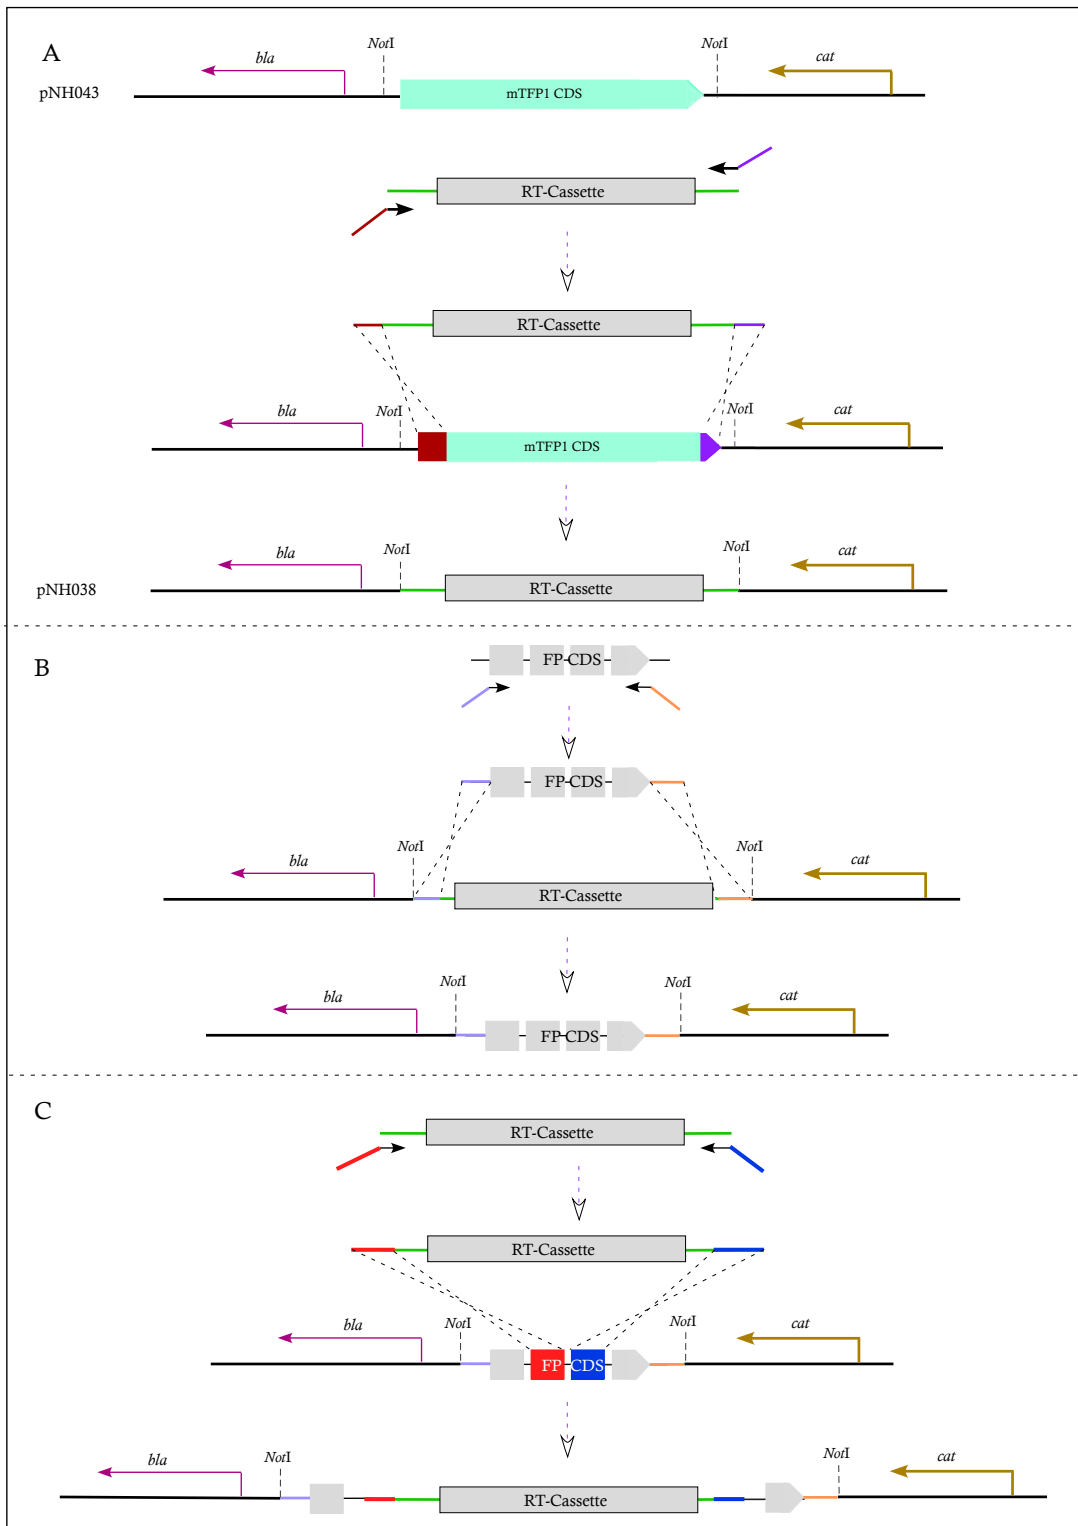 A
bla
NotI
NotI
cat
pNH043
mTFP1 CDS
RT-Cassette
RT-Cassette
bla
NotI
NotI
cat
mTFP1 CDS
bla
NotI
NotI
cat
pNH038
RT-Cassette
B
FP CDS
FP CDS
bla
NotI
NotI
cat
RT-Cassette
bla
NotI
NotI
cat
FP CDS
C
RT-Cassette
RT-Cassette
bla
NotI
NotI
cat
FP CDS
bla
NotI
NotI
cat
RT-Cassette